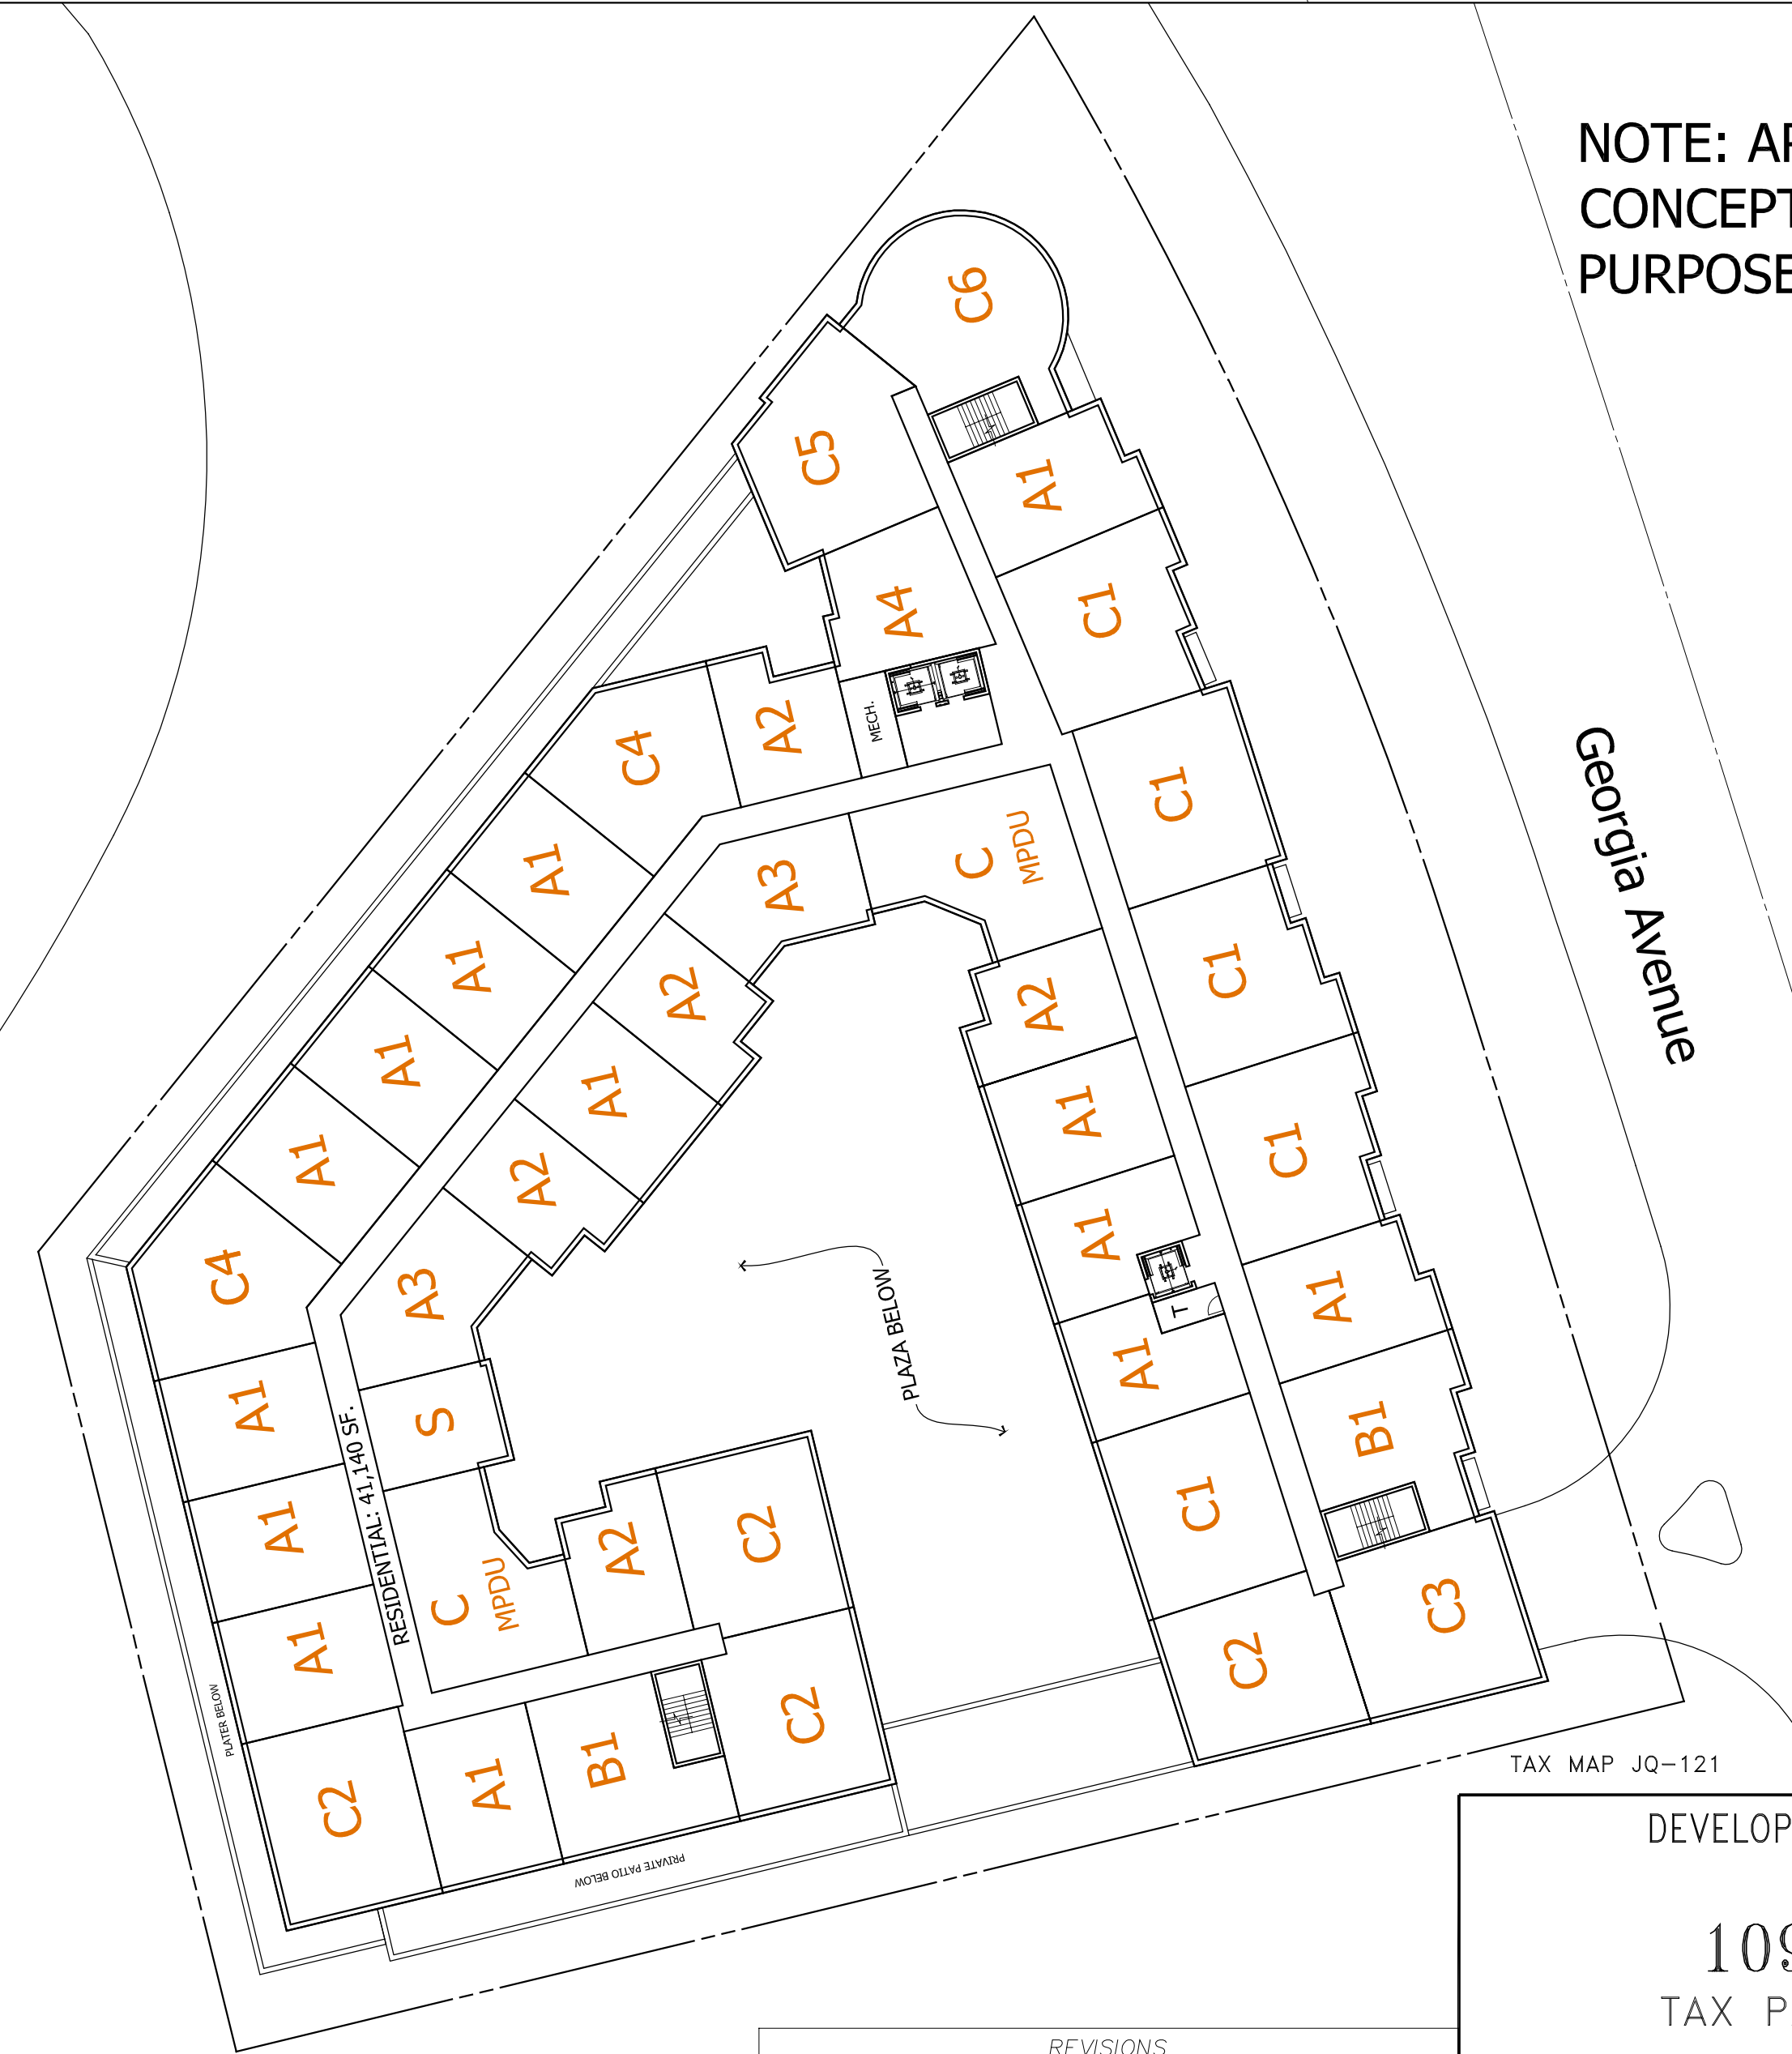 NOTE: AP
CONCEPT
PURPOSE
C6
C5
A1
A4
C1
C4
A2
MECH.
C1
A1
A3
C
MPDU
C1
A1
A2
A2
A1
A1
A1
C1
A1
A2
A1
C4
A3
A1
A1
PLAZA BELOW
T
A1
A1
S
B1
RESIDENTIAL: 41,140 SF.
A1
C
MPDU
A2
C2
C1
A1
C2
C3
PLATER BELOW
C2
A1
B1
C2
PRIVATE PATIO BELOW
Georgia Avenue
TAX MAP JQ-121
DEVELOP
109
TAX P
REVISIONS